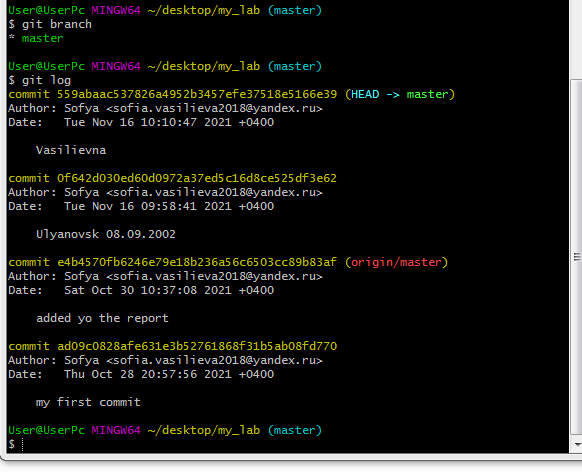 User@UserPc MINGW64 ~/desktop/my_lab (master)
$ git branch
* master
User@UserPc MINGW64 ~/desktop/my_lab (master)
$ git log
commit 559abaac537826a4952b3457efe37518e5166e39 (HEAD -> master)
Author: Sofya <sofia.vasilieva2018@yandex.ru>
Date:   Tue Nov 16 10:10:47 2021 +0400
    Vasilievna
commit 0f642d030ed60d0972a37ed5c16d8ce525df3e62
Author: Sofya <sofia.vasilieva2018@yandex.ru>
Date:   Tue Nov 16 09:58:41 2021 +0400
    Ulyanovsk 08.09.2002
commit e4b4570fb6246e79e18b236a56c6503cc89b83af (origin/master)
Author: Sofya <sofia.vasilieva2018@yandex.ru>
Date:   Sat Oct 30 10:37:08 2021 +0400
    added yo the report
commit ad09c0828afe631e3b52761868f31b5ab08fd770
Author: Sofya <sofia.vasilieva2018@yandex.ru>
Date:   Thu Oct 28 20:57:56 2021 +0400
    my first commit
User@UserPc MINGW64 ~/desktop/my_lab (master)
$